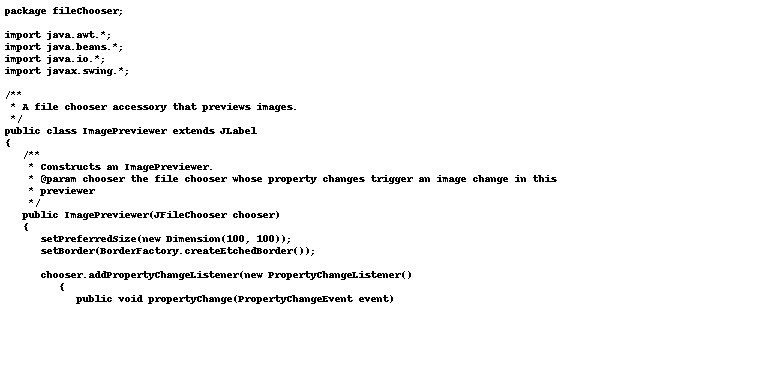 package fileChooser;

import java.awt.*;
import java.beans.*;
import java.io.*;
import javax.swing.*;

/**
 * A file chooser accessory that previews images.
 */
public class ImagePreviewer extends JLabel
{
   /**
    * Constructs an ImagePreviewer.
    * @param chooser the file chooser whose property changes trigger an image change in this
    * previewer
    */
   public ImagePreviewer(JFileChooser chooser)
   {
      setPreferredSize(new Dimension(100, 100));
      setBorder(BorderFactory.createEtchedBorder());

      chooser.addPropertyChangeListener(new PropertyChangeListener()
         {
            public void propertyChange(PropertyChangeEvent event)